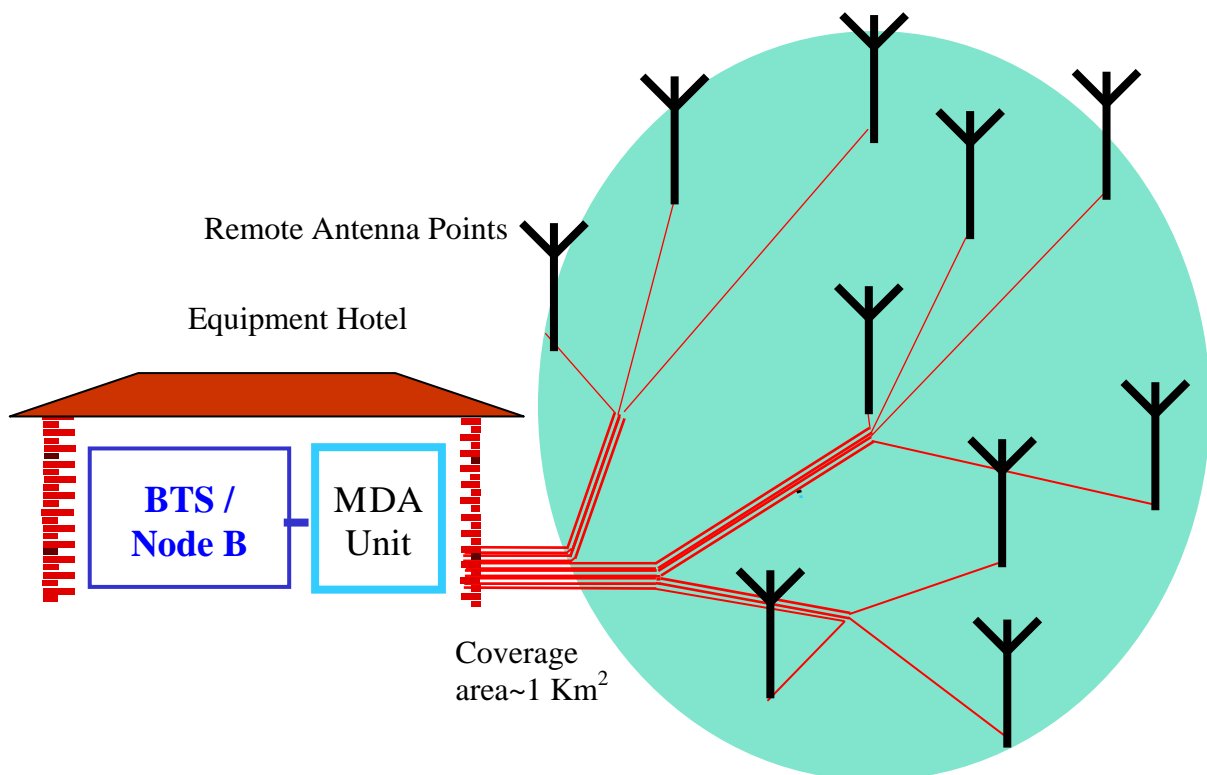 Remote Antenna Points
Equipment Hotel
BTS /
Node B
MDA
Unit
Coverage
area~1 Km²